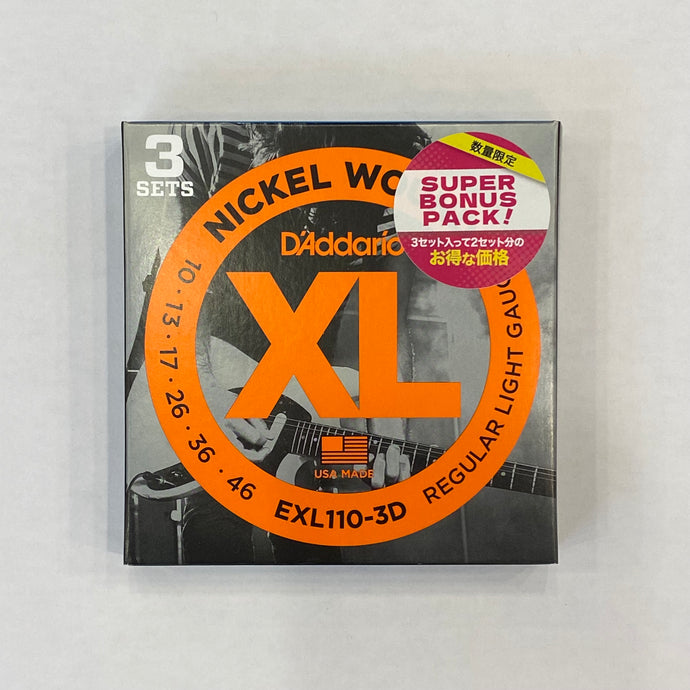 3
SETS
NICKEL WO
D'Addario
XL
10 · 13 · 17 · 26 · 36 · 46
USA MADE
EXL110-3D
REGULAR LIGHT GAUG
数量限定
SUPER
BONUS
PACK!
3セット入って2セット分の
お得な価格